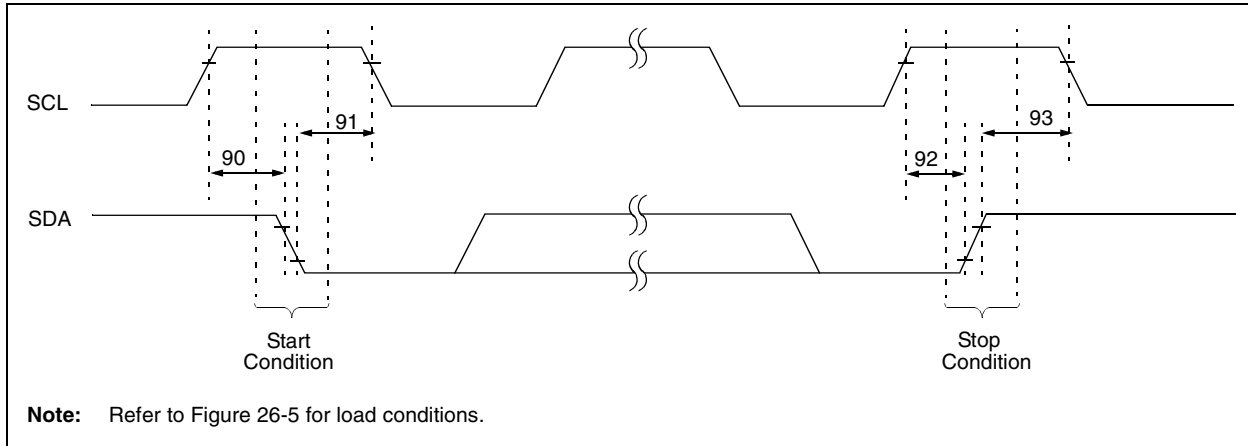 SCL
91
93
90
92
SDA
Start
Condition
Stop
Condition
Note: Refer to Figure 26-5 for load conditions.